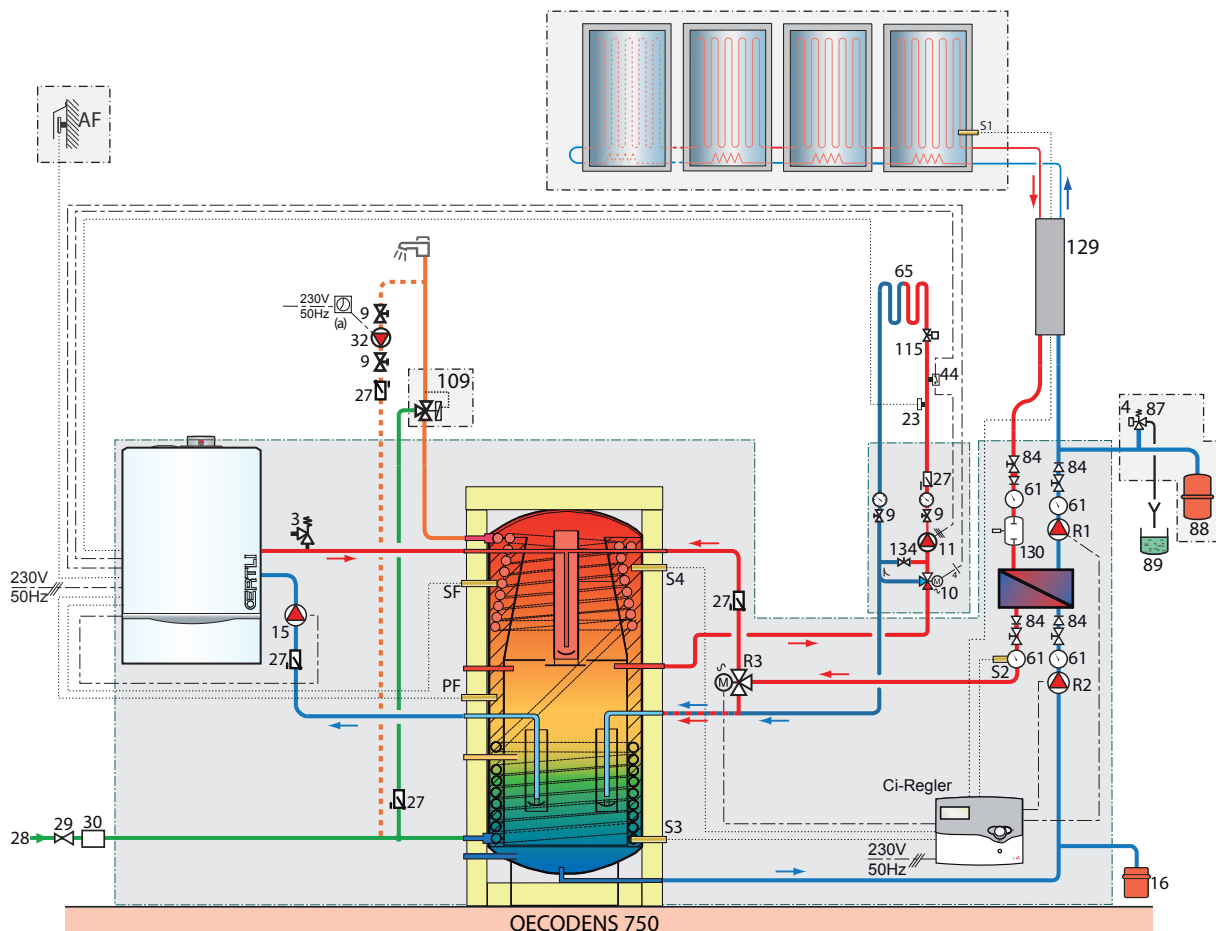 S1
AF
129
65
230V
50Hz
(a)
9
32
9
27
115
44
109
23
4
87
84
84
27
61
61
3
9
9
R1
88
134
11
130
89
S4
4
10
230V
50Hz
OERTLI
SF
15
27
84
84
27
R3
61
61
M
M
S2
R2
PF
Ci-Regler
27
28
29
30
S3
230V
50Hz
16
OECODENS 750